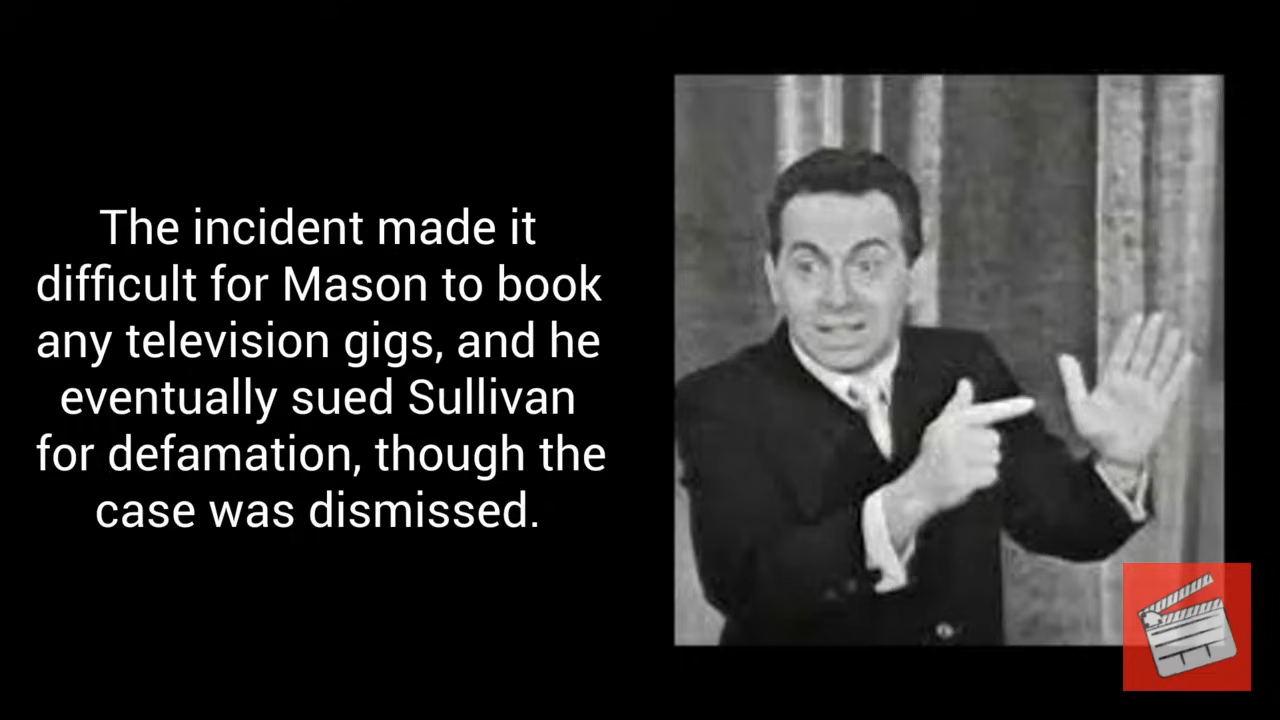 The incident made it
difficult for Mason to book
any television gigs, and he
eventually sued Sullivan
for defamation, though the
case was dismissed.